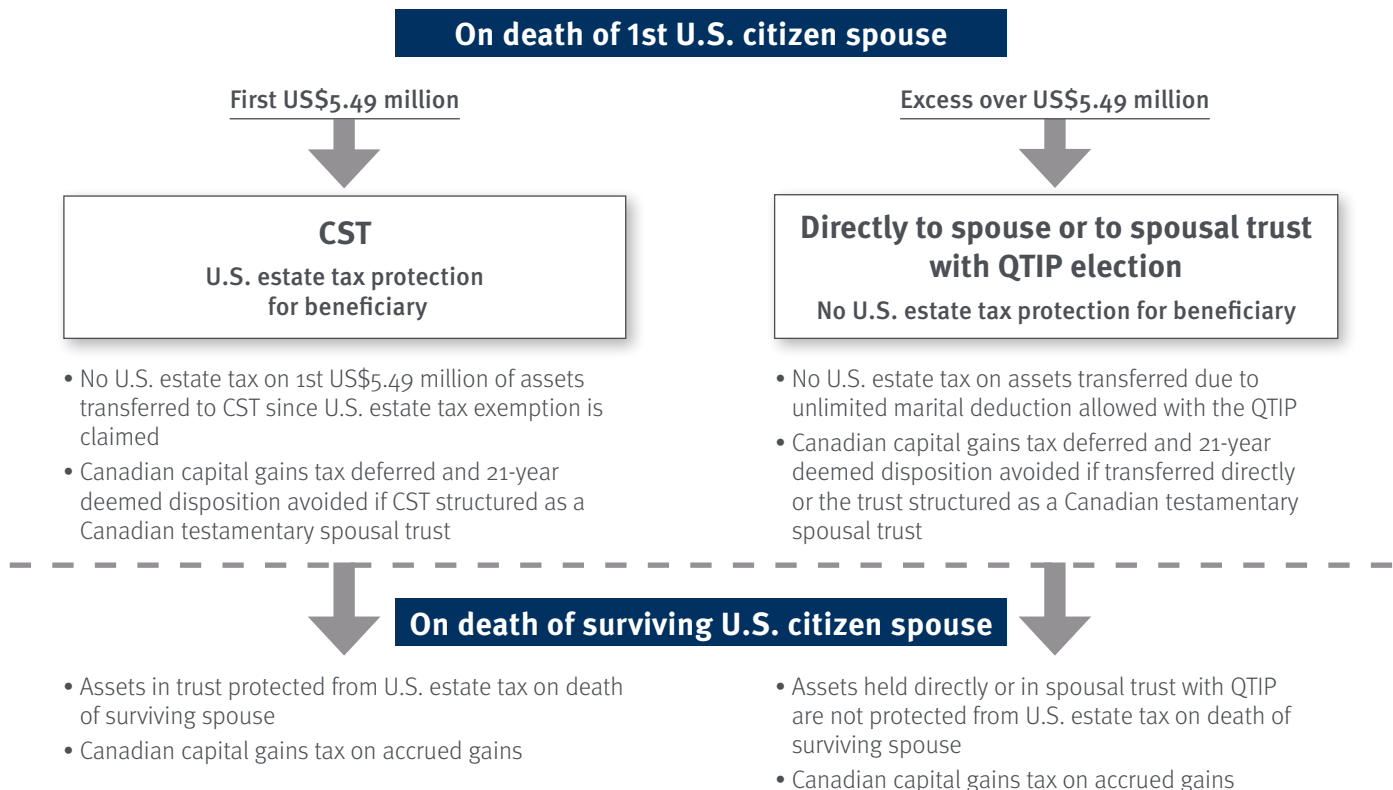 On death of 1st U.S. citizen spouse
First US$5.49 million
CST
U.S. estate tax protection
for beneficiary
• No U.S. estate tax on 1st US$5.49 million of assets
transferred to CST since U.S. estate tax exemption is
claimed
• Canadian capital gains tax deferred and 21-year
deemed disposition avoided if CST structured as a
Canadian testamentary spousal trust
Excess over US$5.49 million
Directly to spouse or to spousal trust
with QTIP election
No U.S. estate tax protection for beneficiary
• No U.S. estate tax on assets transferred due to
unlimited marital deduction allowed with the QTIP
• Canadian capital gains tax deferred and 21-year
deemed disposition avoided if transferred directly
or the trust structured as a Canadian testamentary
spousal trust
On death of surviving U.S. citizen spouse
• Assets in trust protected from U.S. estate tax on death
of surviving spouse
• Canadian capital gains tax on accrued gains
• Assets held directly or in spousal trust with QTIP
are not protected from U.S. estate tax on death of
surviving spouse
• Canadian capital gains tax on accrued gains